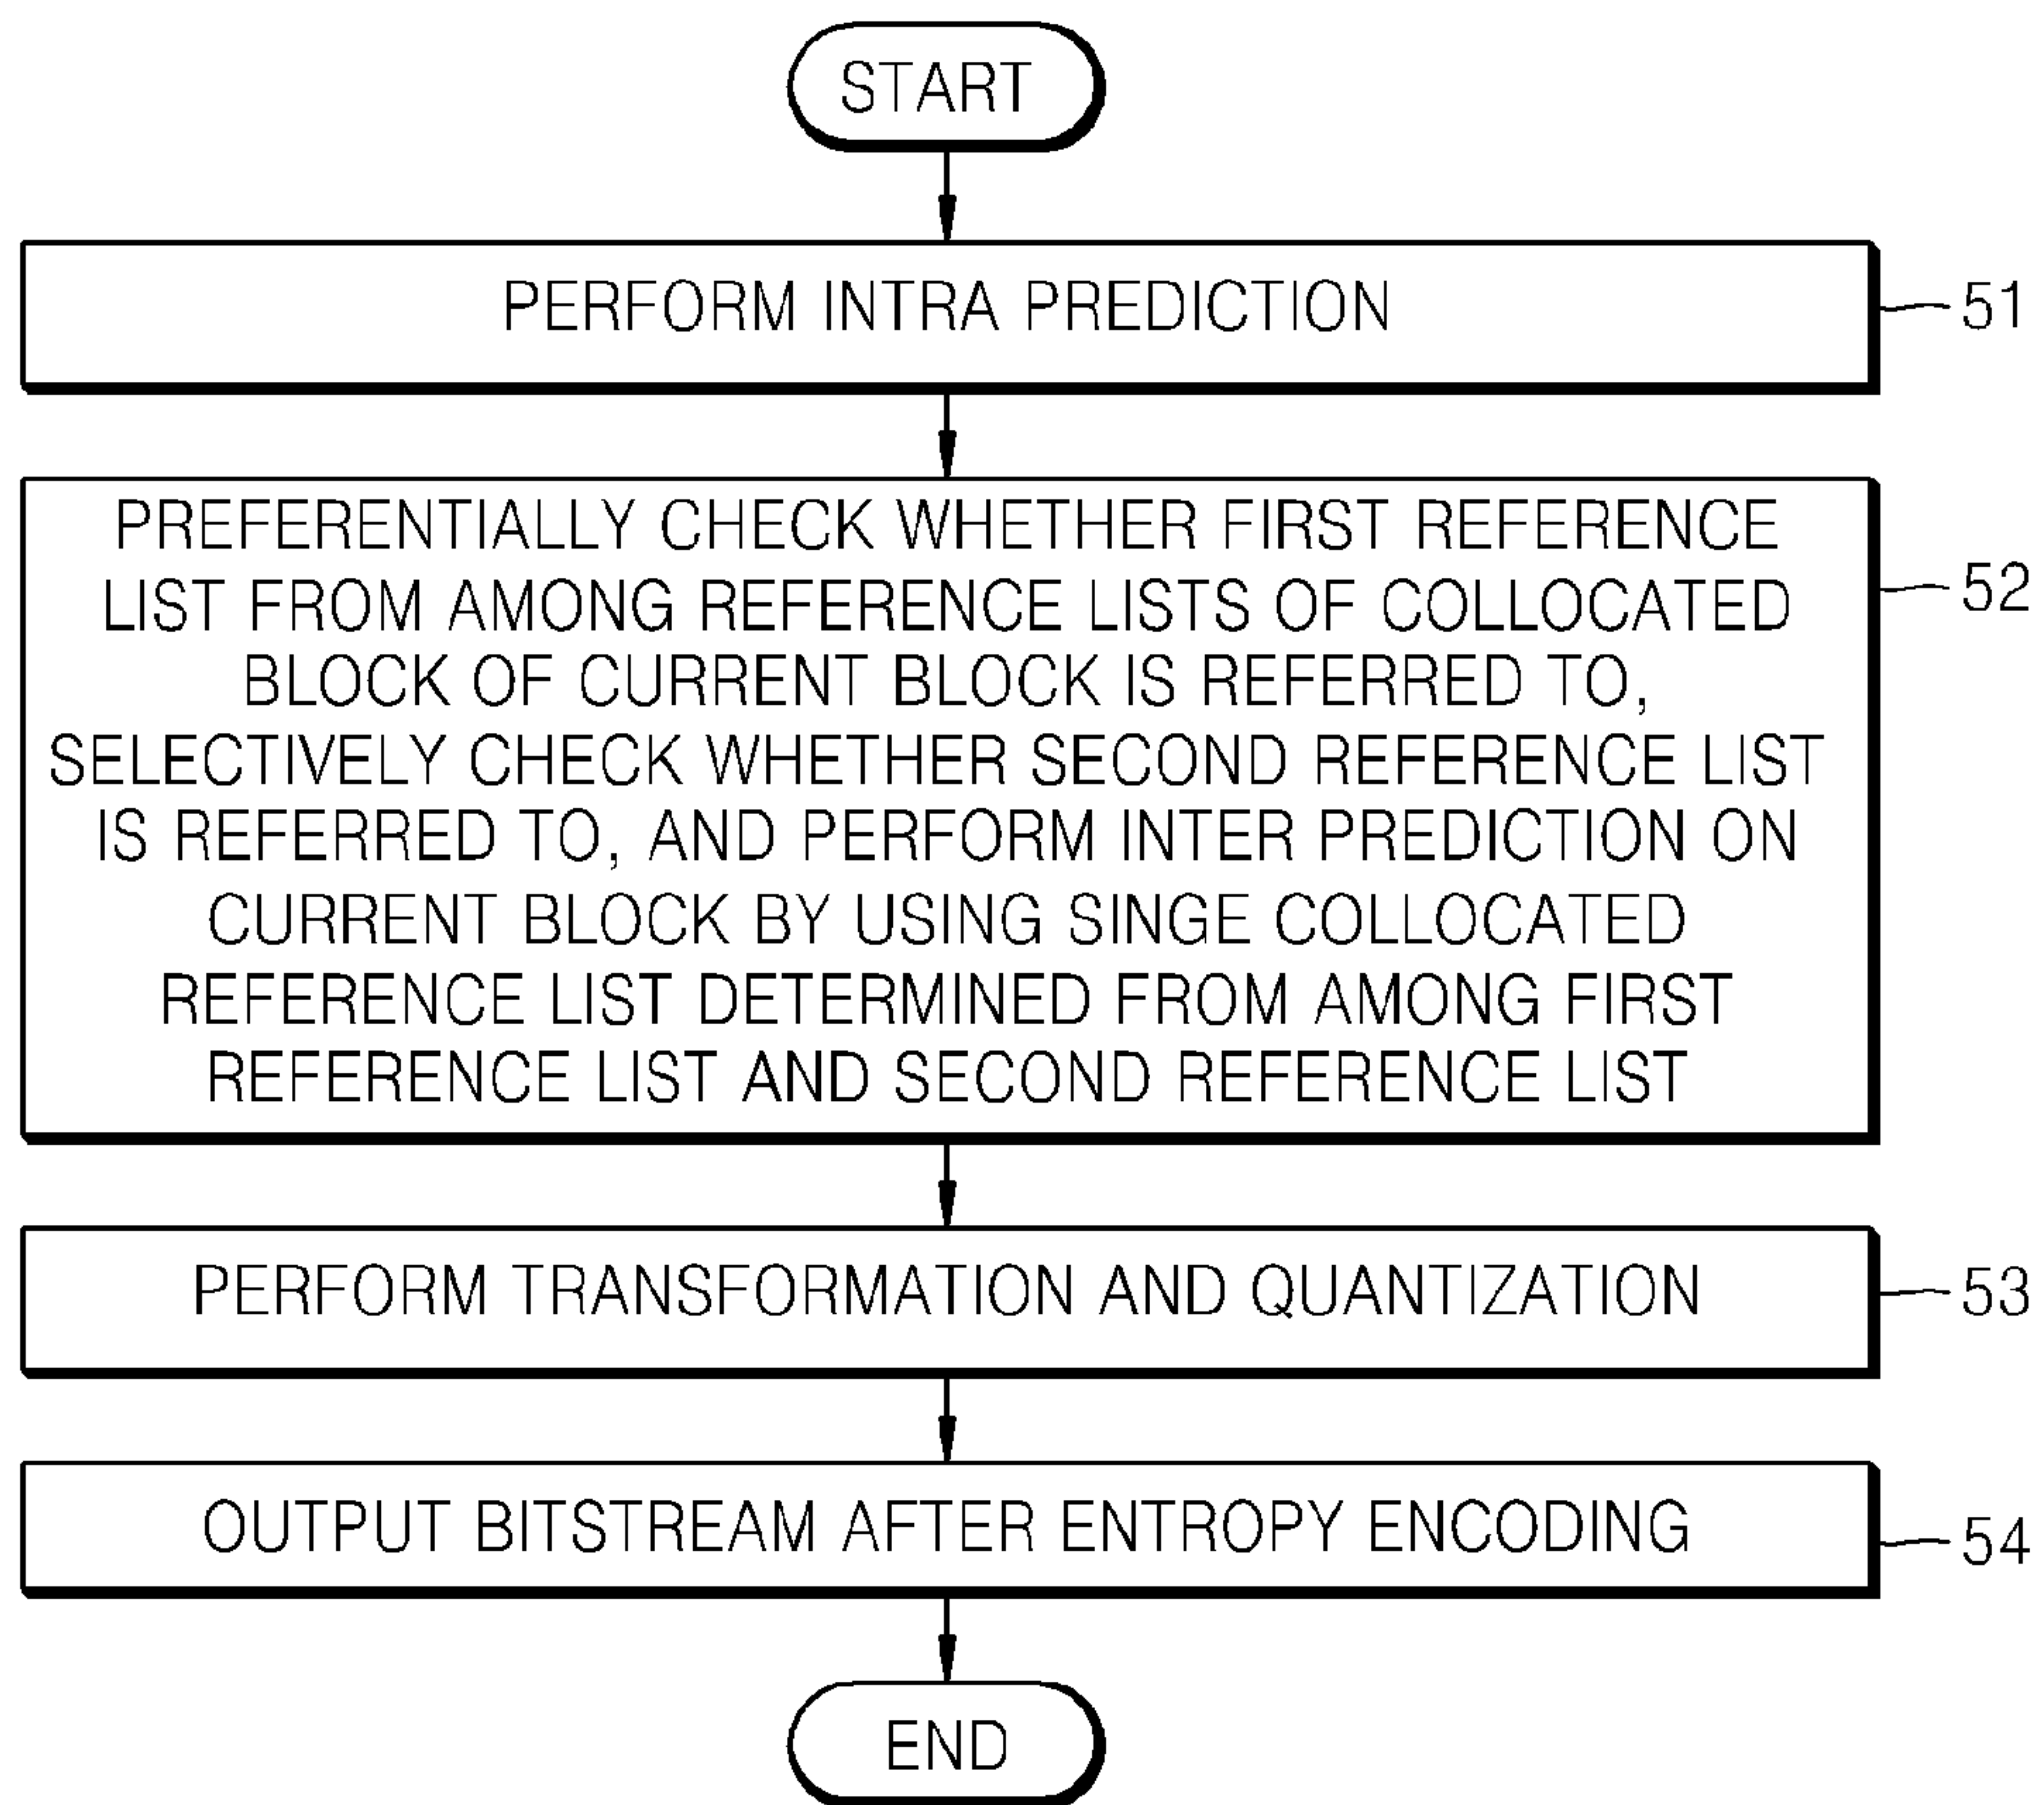 START
PERFORM INTRA PREDICTION
51
PREFERENTIALLY CHECK WHETHER FIRST REFERENCE
LIST FROM AMONG REFERENCE LISTS OF COLLOCATED
BLOCK OF CURRENT BLOCK IS REFERRED TO,
SELECTIVELY CHECK WHETHER SECOND REFERENCE LIST
IS REFERRED TO, AND PERFORM INTER PREDICTION ON
CURRENT BLOCK BY USING SINGE COLLOCATED
REFERENCE LIST DETERMINED FROM AMONG FIRST
REFERENCE LIST AND SECOND REFERENCE LIST
52
PERFORM TRANSFORMATION AND QUANTIZATION
53
OUTPUT BITSTREAM AFTER ENTROPY ENCODING
54
END